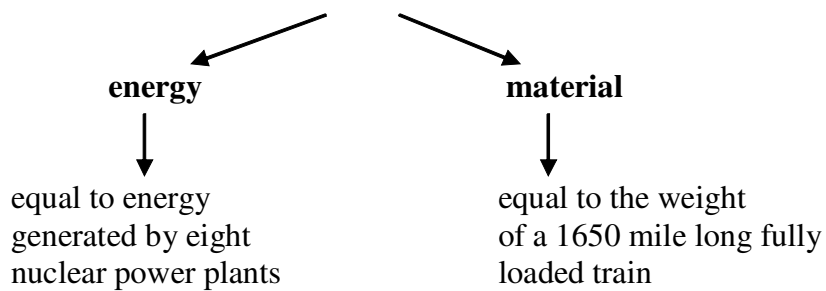 energy
material
equal to energy
generated by eight
nuclear power plants
equal to the weight
of a 1650 mile long fully
loaded train